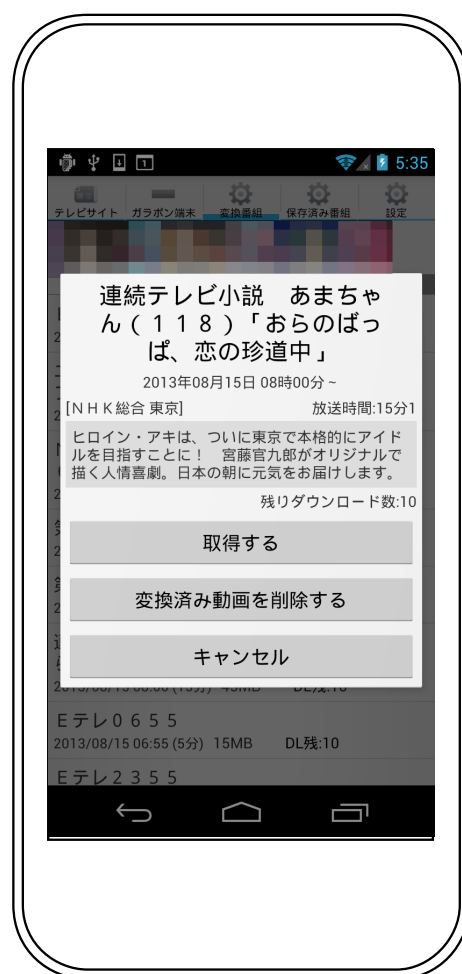 5:35
テレビサイト ガラポン端末 変換番組 保存済み番組 設定
連続テレビ小説 あまちゃ
ん(118)「おらのばっ
ぱ、恋の珍道中」
2013年08月15日 08時00分 ~
[NHK総合 東京] 放送時間:15分1
ヒロイン・アキは、ついに東京で本格的にアイド
ルを目指すことに! 宮藤官九郎がオリジナルで
描く人情喜劇。日本の朝に元気をお届けします。
残りダウンロード数:10
取得する
変換済み動画を削除する
キャンセル
Eテレ0655
2013/08/15 06:55 (5分) 15MB DL残:10
Eテレ2355